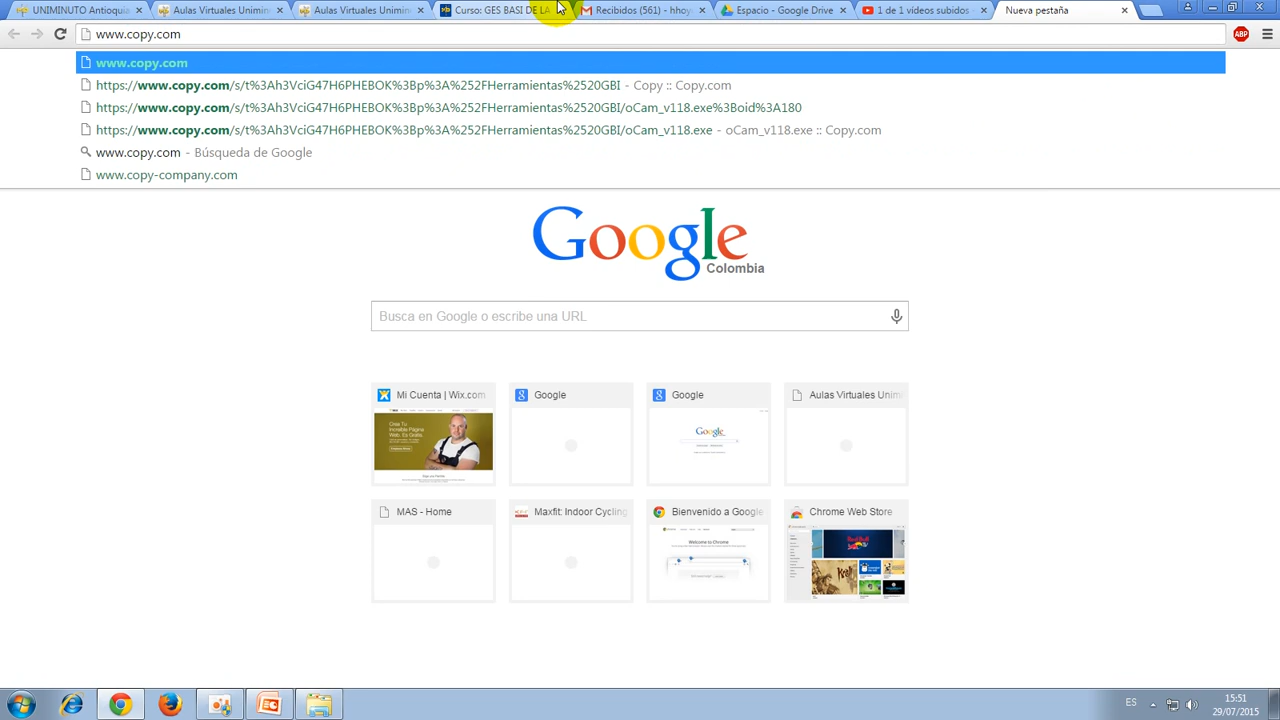 UNIMINUTO Antioquia
Aulas Virtuales Unimin
Aulas Virtuales Unimin
Curso: GES BASI DE LA
Recibidos (561) - hhoy
Espacio - Google Drive
1 de 1 videos subidos -
Nueva pestaña
www.copy.com
ABP
www.copy.com
https://www.copy.com/s/t%3Ah3VciG47H6PHEBOK%3Bp%3A%252FHerramientas%2520GBI - Copy :: Copy.com
https://www.copy.com/s/t%3Ah3VciG47H6PHEBOK%3Bp%3A%252FHerramientas%2520GBI/oCam_v118.exe%3Boid%3A180
https://www.copy.com/s/t%3Ah3VciG47H6PHEBOK%3Bp%3A%252FHerramientas%2520GBI/oCam_v118.exe - oCam_v118.exe :: Copy.com
www.copy.com - Búsqueda de Google
www.copy-company.com
Google
Colombia
Busca en Google o escribe una URL
Mi Cuenta | Wix.com
Google
Google
Aulas Virtuales Unimi
Crea Tu
Increíble Página
Web. Es Gratis
Google
MAS - Home
Maxfit: Indoor Cycling
Bienvenido a Google
Chrome Web Store
Welcome to Chrome
ES
15:51
29/07/2015